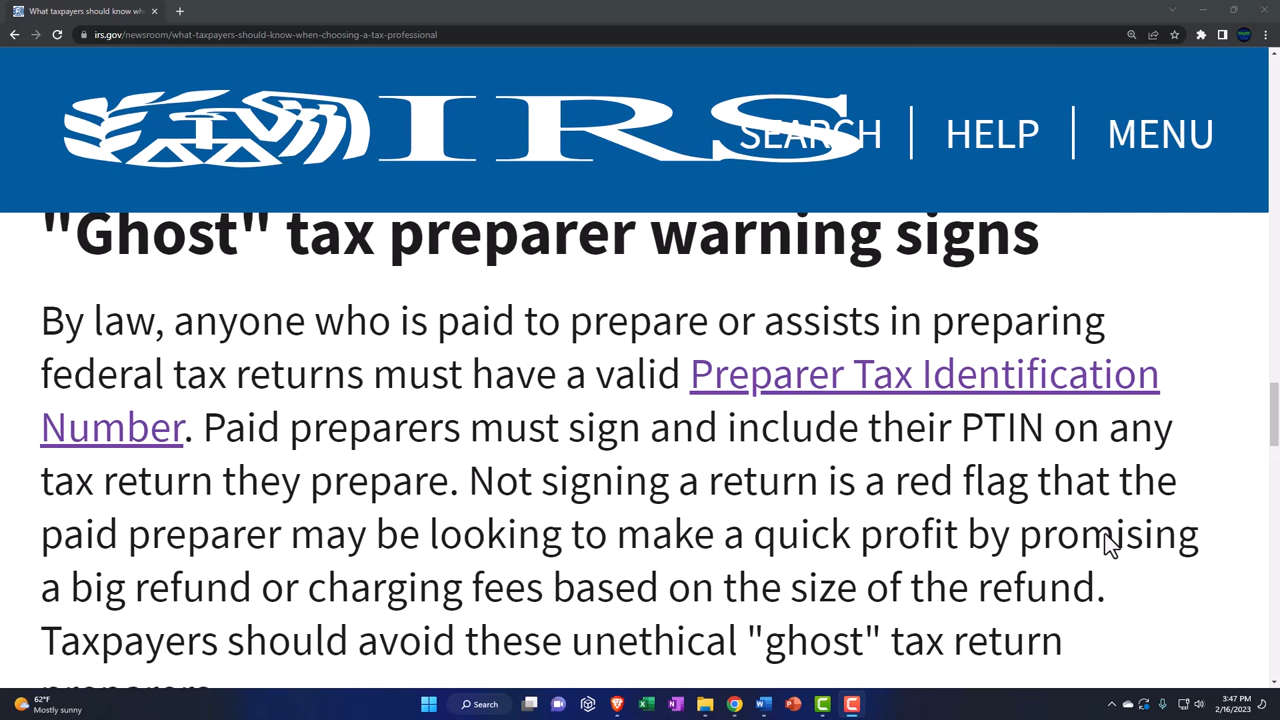 What taxpayers should know wh
irs.gov/newsroom/what-taxpayers-should-know-when-choosing-a-tax-professional
IRS
SEARCH
HELP
MENU
"Ghost" tax preparer warning signs
By law, anyone who is paid to prepare or assists in preparing
federal tax returns must have a valid Preparer Tax Identification
Number. Paid preparers must sign and include their PTIN on any
tax return they prepare. Not signing a return is a red flag that the
paid preparer may be looking to make a quick profit by promising
a big refund or charging fees based on the size of the refund.
Taxpayers should avoid these unethical "ghost" tax return
62°F
Mostly sunny
Search
3:47 PM
2/16/2023